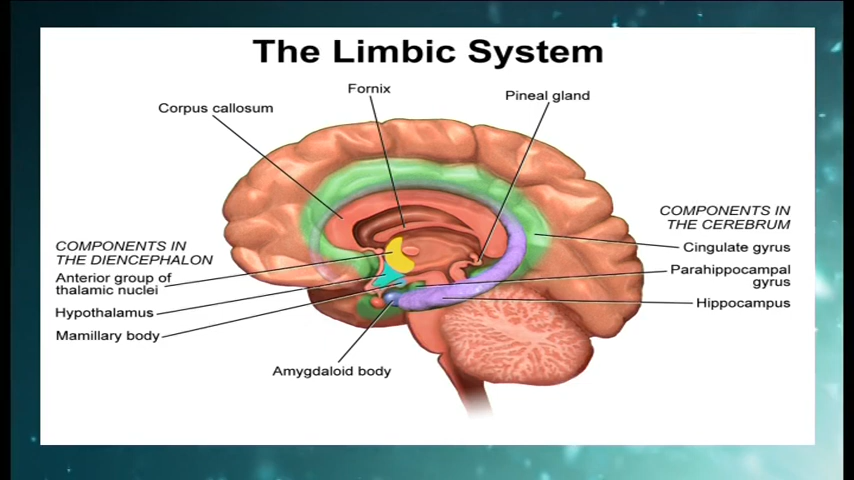 The Limbic System
Fornix
Pineal gland
Corpus callosum
COMPONENTS IN
THE CEREBRUM
Cingulate gyrus
Parahippocampal
gyrus
Hippocampus
COMPONENTS IN
THE DIENCEPHALON
Anterior group of
thalamic nuclei
Hypothalamus
Mamillary body
Amygdaloid body